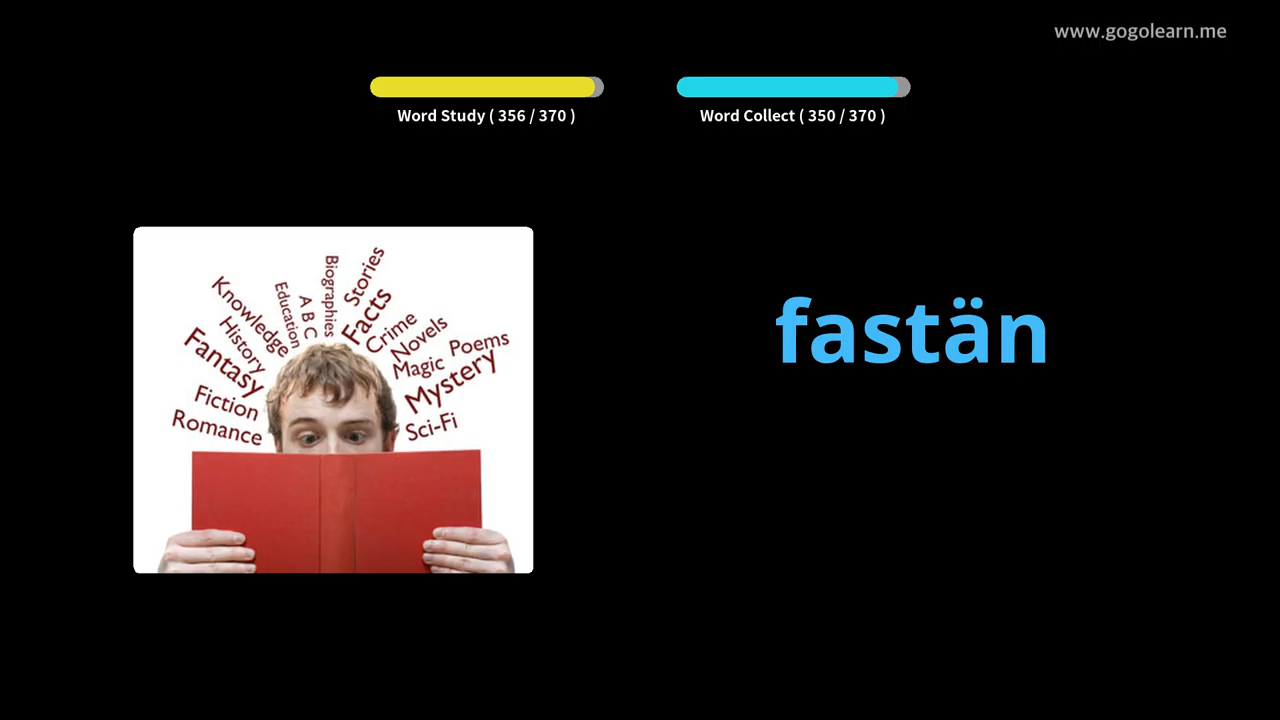 www.gogolearn.me
Word Study ( 356 / 370 )
Word Collect ( 350 / 370 )
fastän
Romance
Fiction
Fantasy
History
Knowledge
Education
A B C
Biographies
Stories
Facts
Crime
Novels
Magic
Poems
Mystery
Sci-Fi